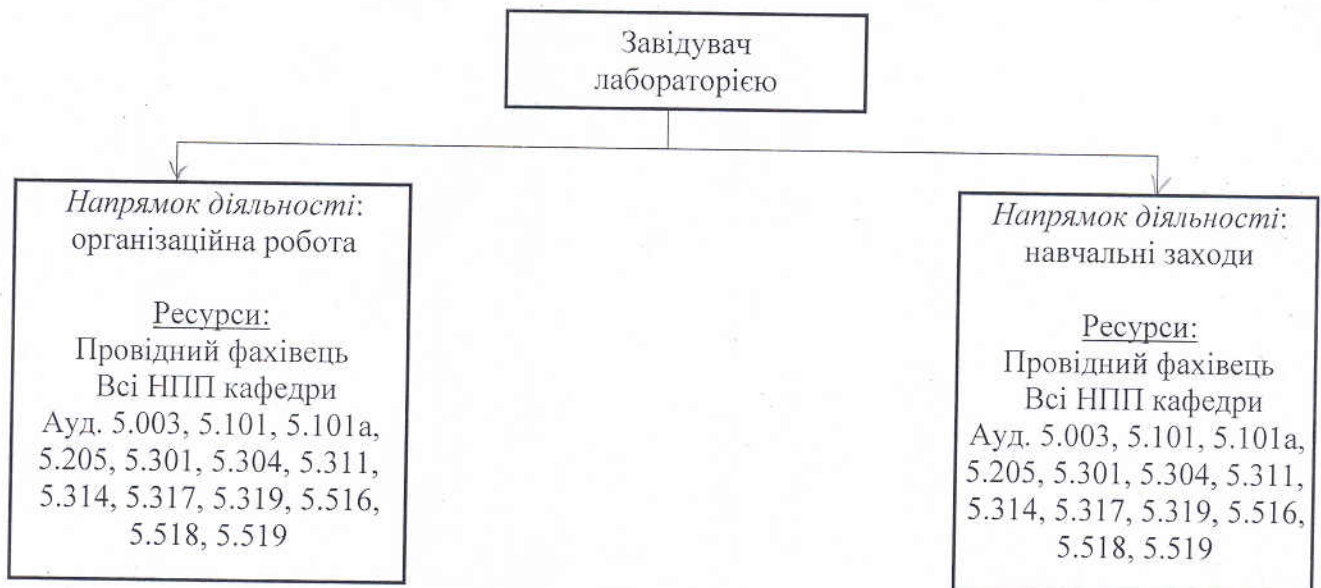 Завідувач
лабораторією
Напрямок діяльності:
організаційна робота
Ресурси:
Провідний фахівець
Всі НПП кафедри
Ауд. 5.003, 5.101, 5.101а,
5.205, 5.301, 5.304, 5.311,
5.314, 5.317, 5.319, 5.516,
5.518, 5.519
Напрямок діяльності:
навчальні заходи
Ресурси:
Провідний фахівець
Всі НПП кафедри
Ауд. 5.003, 5.101, 5.101а,
5.205, 5.301, 5.304, 5.311,
5.314, 5.317, 5.319, 5.516,
5.518, 5.519